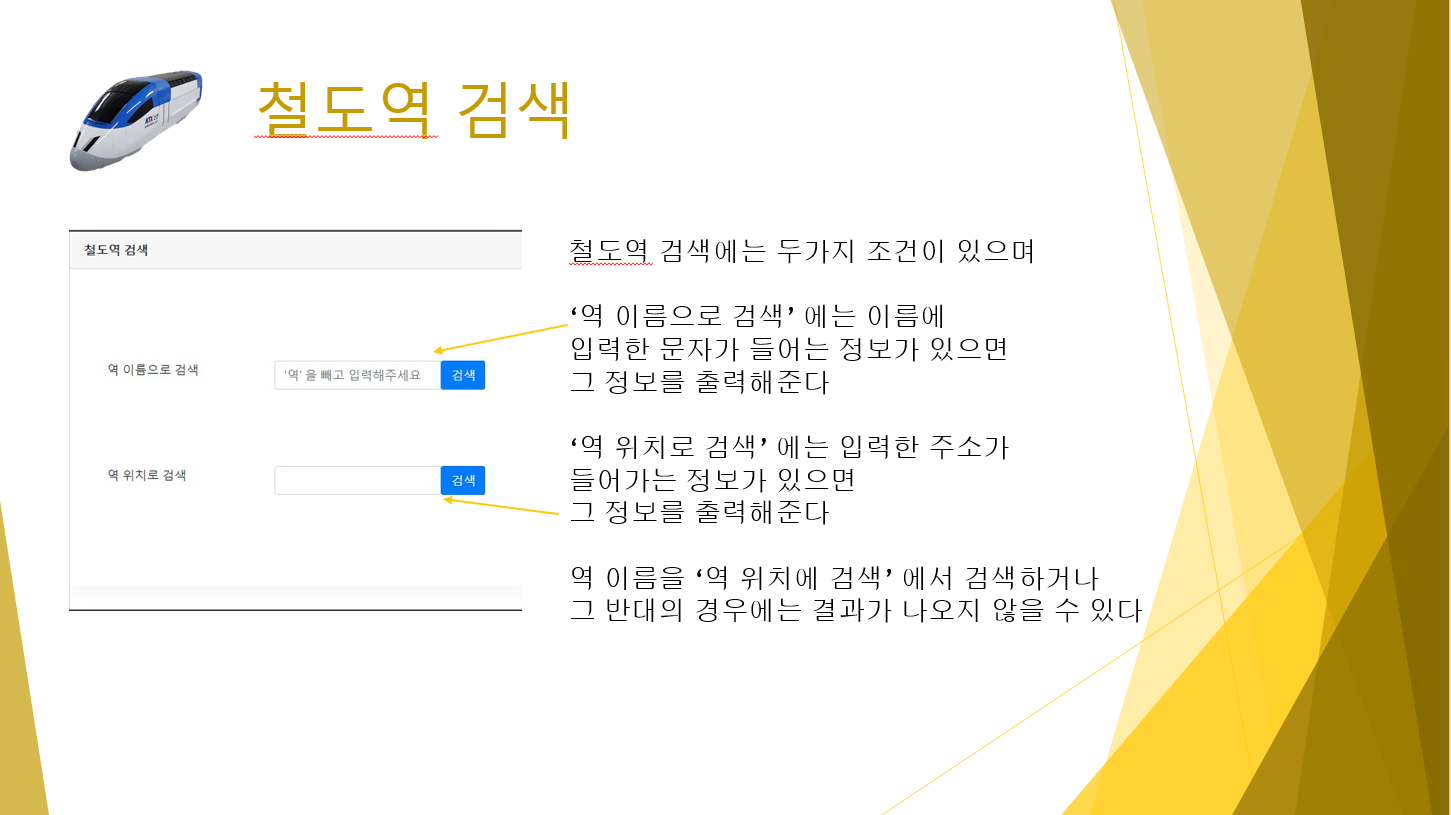 철도역 검색
철도역 검색
역 이름으로 검색
'역' 을 빼고 입력해주세요
검색
역 위치로 검색
검색
철도역 검색에는 두가지 조건이 있으며
‘역 이름으로 검색’ 에는 이름에
입력한 문자가 들어는 정보가 있으면
그 정보를 출력해준다
‘역 위치로 검색’ 에는 입력한 주소가
들어가는 정보가 있으면
그 정보를 출력해준다
역 이름을 ‘역 위치에 검색’ 에서 검색하거나
그 반대의 경우에는 결과가 나오지 않을 수 있다